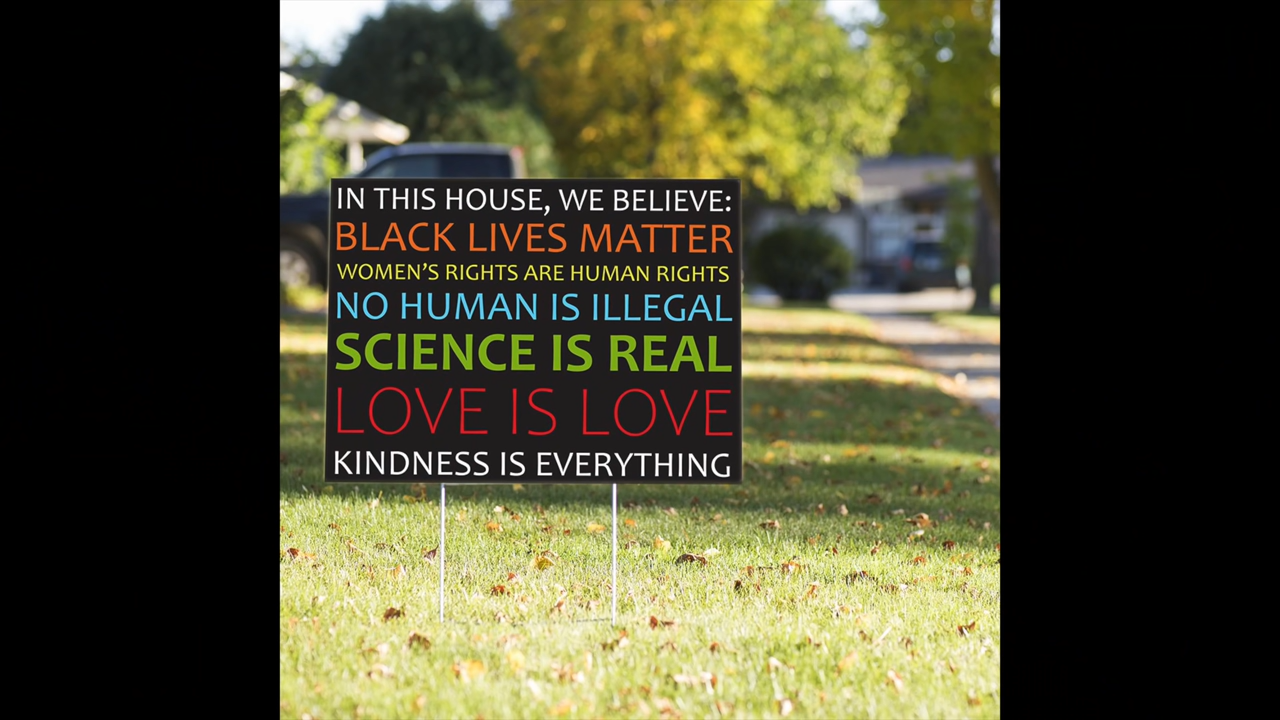 IN THIS HOUSE, WE BELIEVE:
BLACK LIVES MATTER
WOMEN'S RIGHTS ARE HUMAN RIGHTS
NO HUMAN IS ILLEGAL
SCIENCE IS REAL
LOVE IS LOVE
KINDNESS IS EVERYTHING